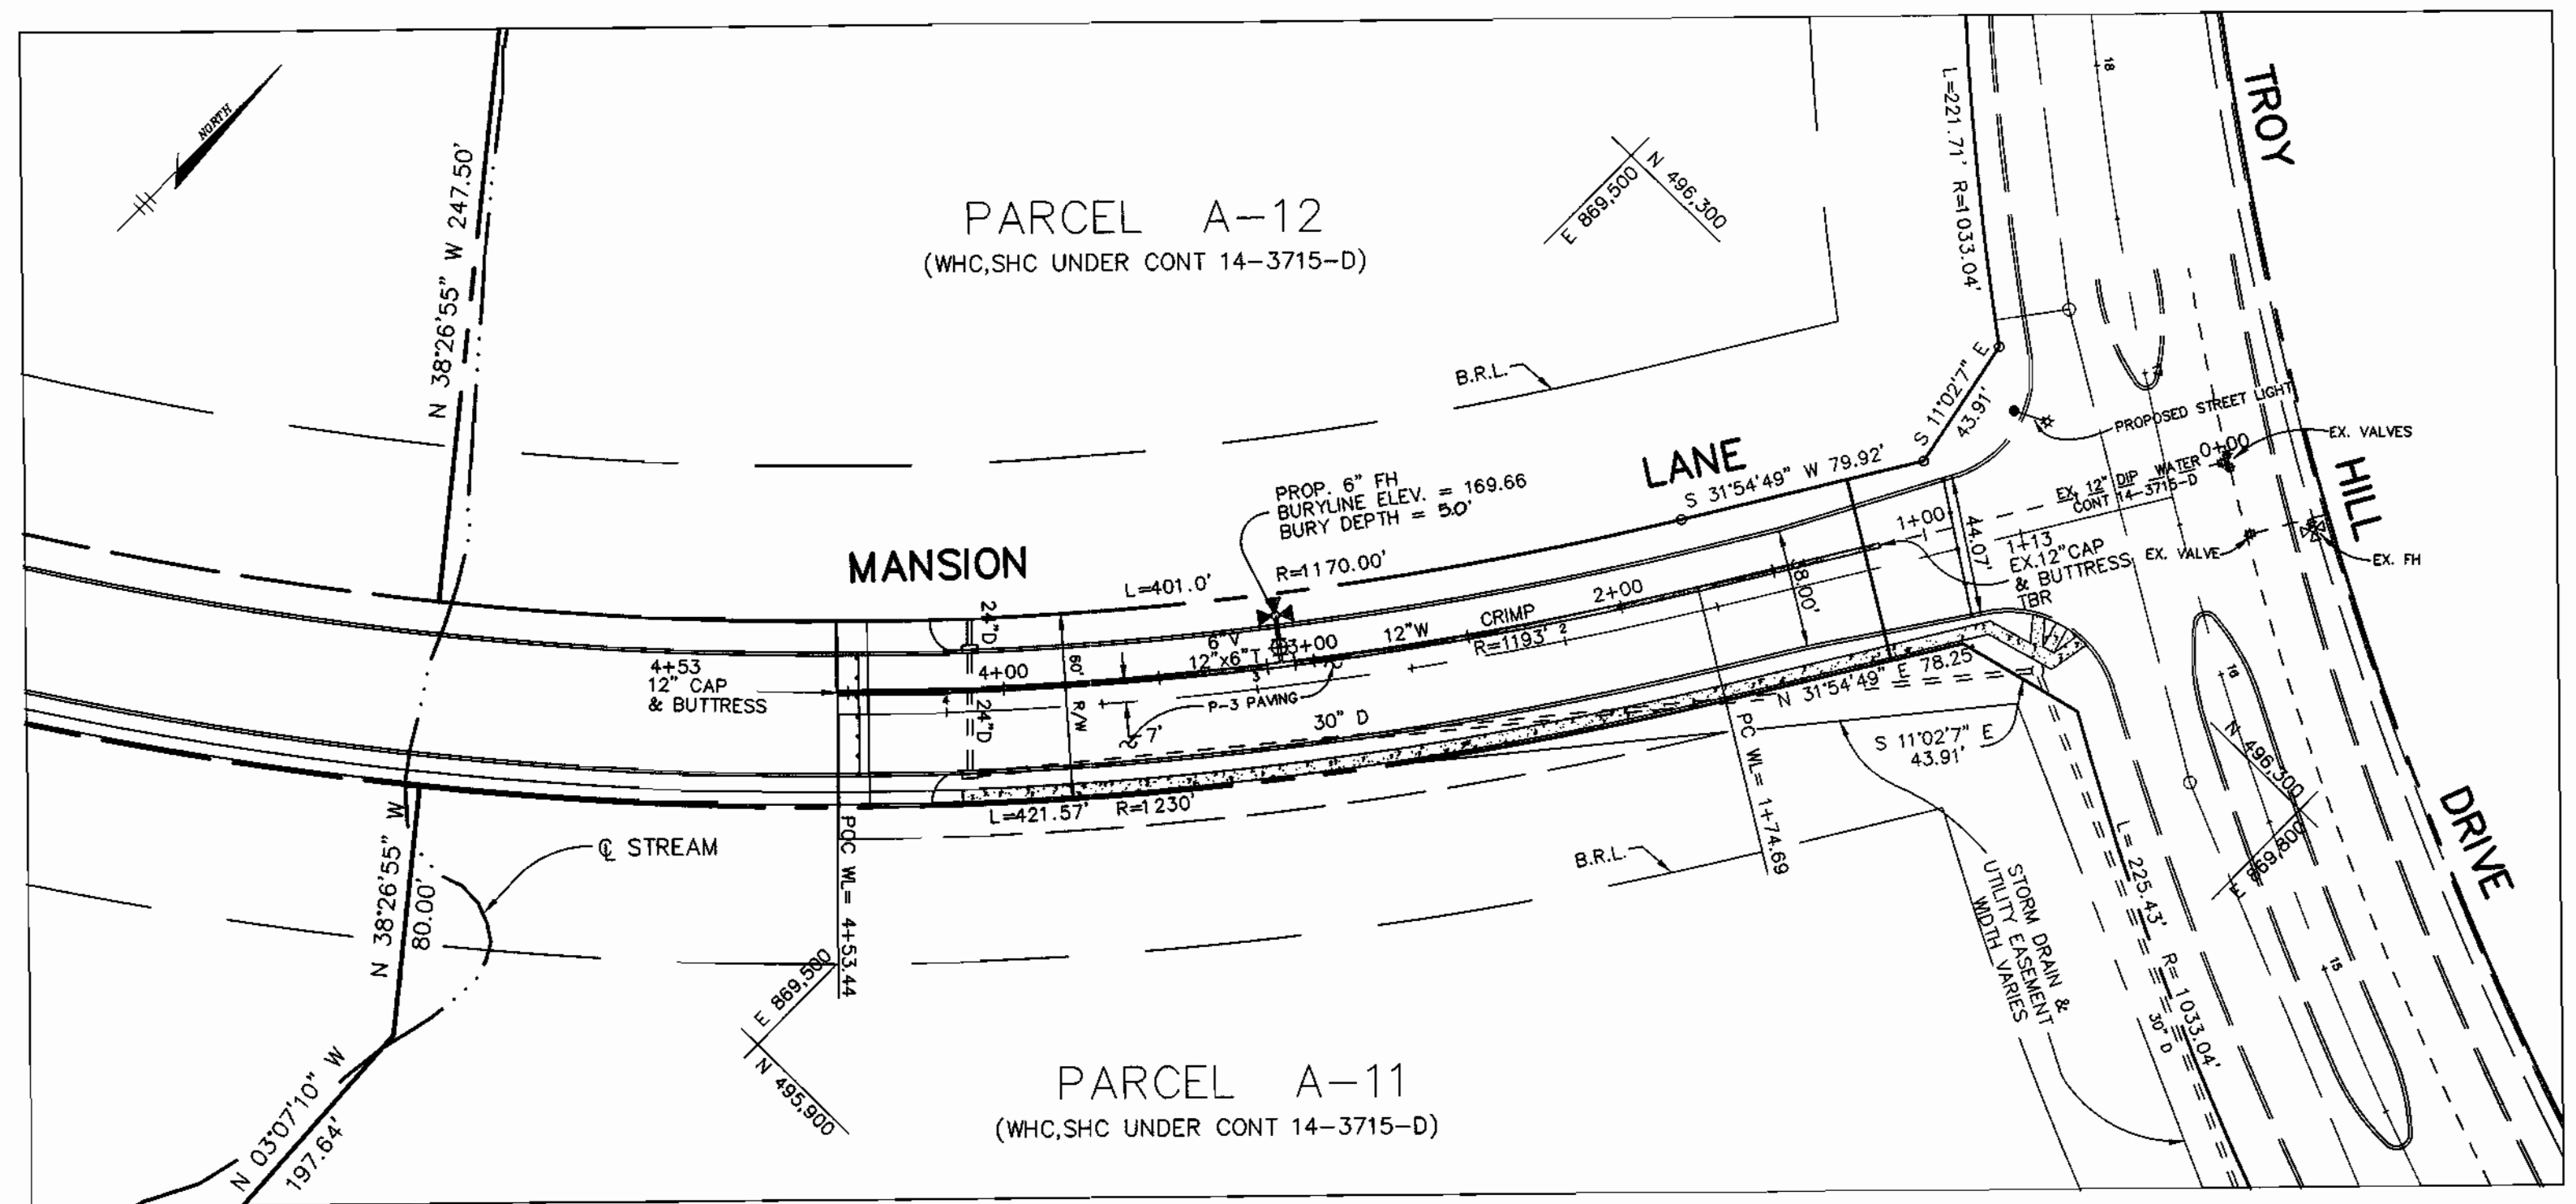 NORTH
N 38°26'55" W 247.50'
PARCEL A-12
(WHC,SHC UNDER CONT 14-3715-D)
E 869,500
N 496,300
L=221.71' R=1033.04'
18
TROY
HILL
DRIVE
B.R.L.
S 11°02'7" E
43.91'
PROPOSED STREET LIGHT
EX. VALVES
0+00
EX. 12" DIP WATER
CONT 14-3715-D
LANE
S 31°54'49" W 79.92'
PROP. 6" FH
BURYLINE ELEV. = 169.66
BURY DEPTH = 5.0'
MANSION
L=401.0'
R=1170.00'
1+00
44.07'
1+13
EX.12"CAP
& BUTTRESS
TBR
EX. VALVE
EX. FH
38.00'
2+00
CRIMP
12"W
R=1193'
2
3+00
6"V
12"x6"T
3
24"D
4+00
60'
R/W
4+53
12" CAP
& BUTTRESS
4
24"D
P-3 PAVING
7'
30" D
N 31°54'49" E 78.25'
S 11°02'7" E
43.91'
L=421.57' R=1230'
PC WL= 1+74.69
POC WL= 4+53.44
16
N 496,300
E 869,800
N 38°26'55" W
80.00'
℄ STREAM
B.R.L.
STORM DRAIN &
UTILITY EASEMENT
WIDTH VARIES
L= 225.43' R= 1033.04'
30" D
15
E 869,500
N 495,900
PARCEL A-11
(WHC,SHC UNDER CONT 14-3715-D)
N 03°07'10" W
197.64'